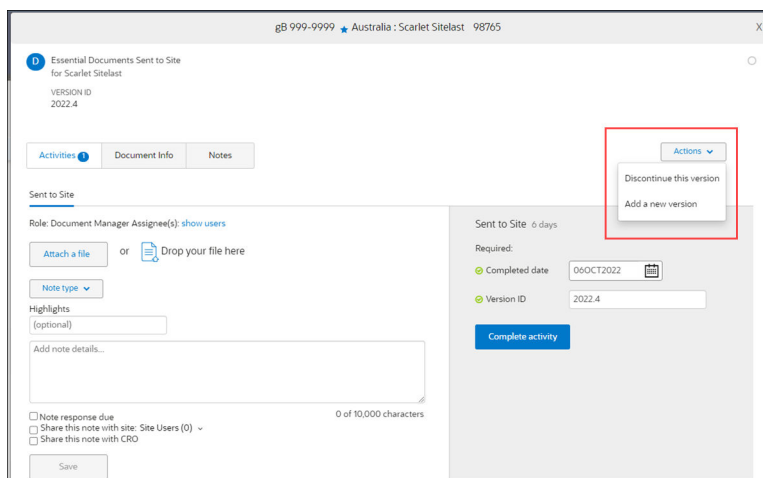 gB 999-9999 ★ Australia : Scarlet Sitelast 98765 X
D Essential Documents Sent to Site
for Scarlet Sitelast
VERSION ID
2022.4
Activities 1 Document Info Notes
Actions
Discontinue this version
Add a new version
Sent to Site
Role: Document Manager Assignee(s): show users
Attach a file or Drop your file here
Note type
Highlights
(optional)
Add note details...
0 of 10,000 characters
Note response due
Share this note with site: Site Users (0)
Share this note with CRO
Save
Sent to Site 6 days
Required:
Completed date 06OCT2022
Version ID 2022.4
Complete activity